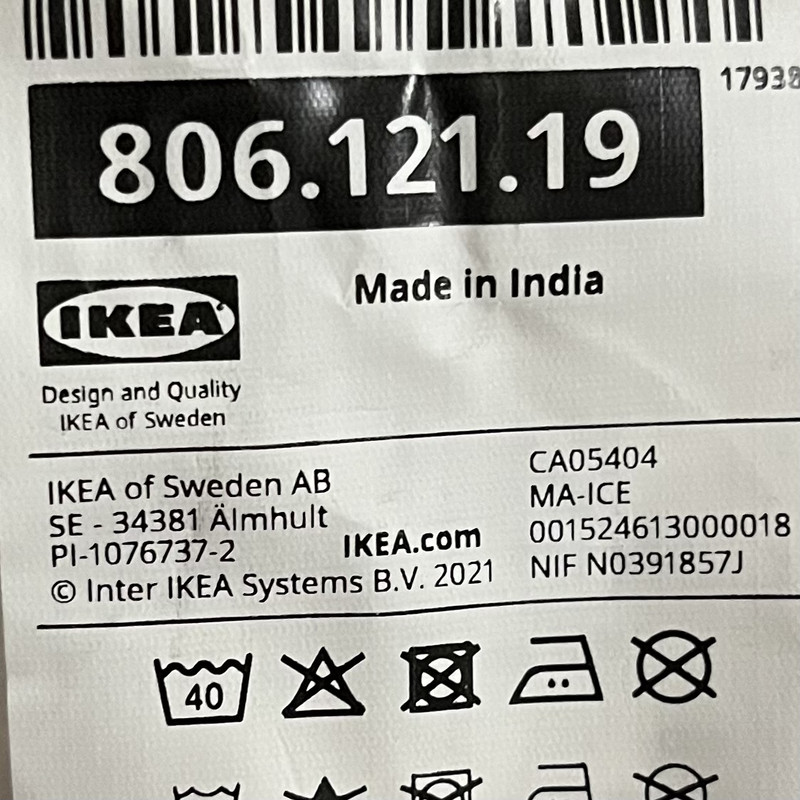 17938
806.121.19
Made in India
IKEA
Design and Quality
IKEA of Sweden
IKEA of Sweden AB
SE - 34381 Älmhult
PI-1076737-2
IKEA.com
© Inter IKEA Systems B.V. 2021
CA05404
MA-ICE
001524613000018
NIF N0391857J
40